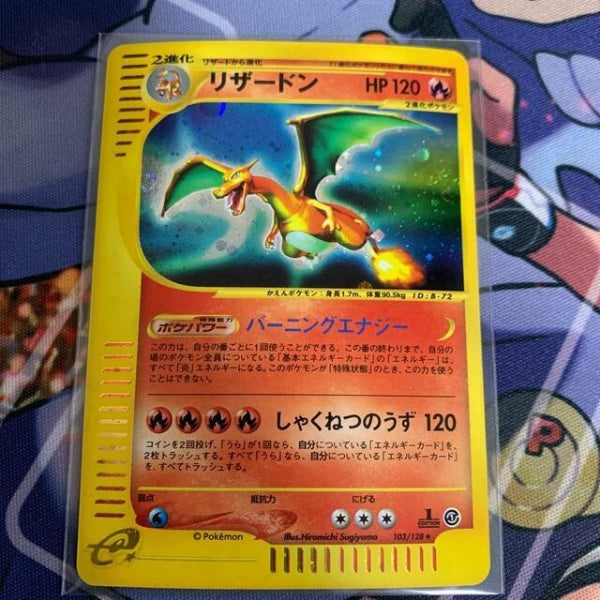 2進化 リザードから進化
リザードン HP 120
2進化ポケモン
かえんポケモン：身長1.7m、体重90.5kg ID：B-72
特殊能力
ポケパワー バーニングエナジー
この力は、自分の番ごとに1回使うことができる。この番の終わりまで、自分の
場のポケモン全員についている「基本エネルギーカード」の「エネルギー」は、
すべて「炎」エネルギーになる。このポケモンが「特殊状態」のとき、この力を使う
ことはできない。
しゃくねつのうず 120
コインを2回投げ、「うら」が1回なら、自分についている「エネルギーカード」を、
2枚トラッシュする。すべて「うら」なら、自分についている「エネルギーカード」
を、すべてトラッシュする。
弱点 抵抗力 にげる
1 EDITION
e
© Pokémon Illus.Hiromichi Sugiyama 103/128 ★
P